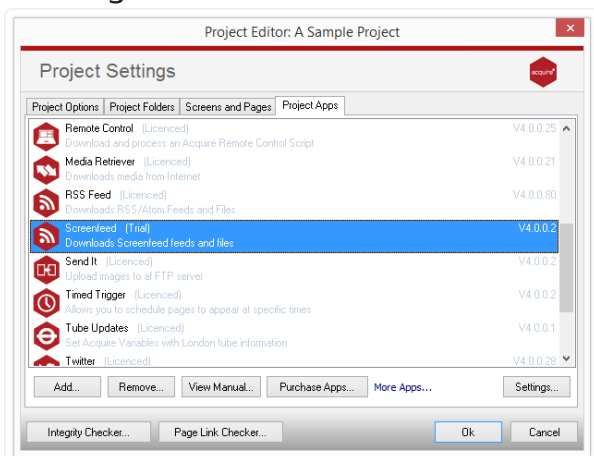 Project Editor: A Sample Project
Project Settings
acquire
Project Options Project Folders Screens and Pages Project Apps
Remote Control (Licenced) V4.0.0.25
Download and process an Acquire Remote Control Script
Media Retriever (Licenced) V4.0.0.21
Downloads media from Internet
RSS Feed (Licenced) V4.0.0.80
Downloads RSS/Atom Feeds and Files
Screenfeed (Trial) V4.0.0.2
Downloads Screenfeed feeds and files
Send It (Licenced) V4.0.0.2
Upload images to af FTP server
Timed Trigger (Licenced) V4.0.0.2
Allows you to schedule pages to appear at specific times
Tube Updates (Licenced) V4.0.0.1
Set Acquire Variables with London tube information
Twitter (Licenced) V4.0.0.28
Add... Remove... View Manual... Purchase Apps... More Apps... Settings...
Integrity Checker... Page Link Checker... Ok Cancel